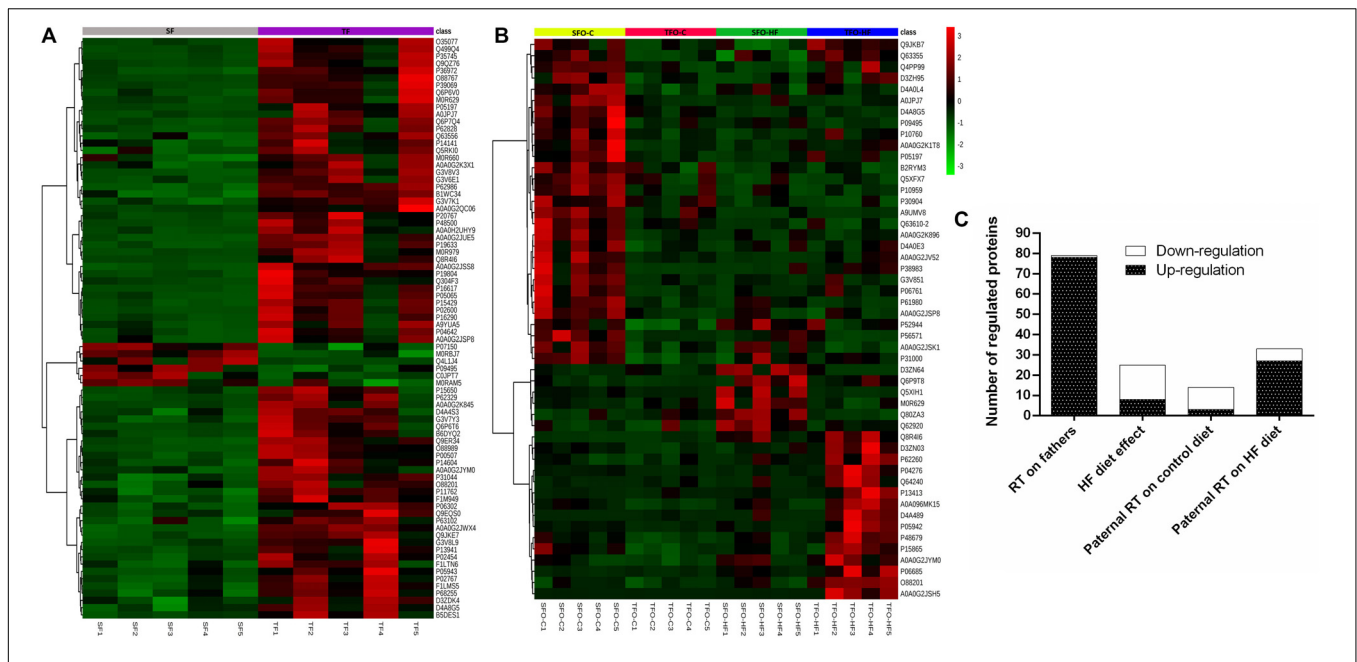 A
SF
TF
class
O35077
Q499Q4
P35745
Q9QZ76
P36972
O88767
P39069
Q6P6V0
M0R629
P05197
A0JPJ7
Q6P7Q4
P62828
Q63556
P14141
Q5RKI0
M0R660
A0A0G2K3X1
G3V8V3
G3V6E1
P62986
B1WC34
G3V7K1
A0A0G2QC06
P20767
P48500
A0A0H2UHY9
A0A0G2JUE5
P19633
M0R979
Q8R4I6
A0A0G2JSS8
P19804
Q304F3
P16617
P05065
P15429
P02600
P16290
A9YUA5
P04642
A0A0G2JSP8
P07150
M0RBJ7
Q4L1J4
P09495
C0JPT7
M0RAM5
P15650
P62329
A0A0G2K845
D4A4S3
G3V7Y3
Q6P6T6
B6DYQ2
Q9ER34
O88989
P00507
P14604
A0A0G2JYM0
P31044
O88201
P11762
F1M949
P06302
Q9EQS0
P63102
A0A0G2JWX4
Q9JKE7
G3V8L9
P13941
P02454
F1LTN6
P05943
P02767
F1LMS5
P68255
D3ZDK4
D4A8G5
B5DES1
SF1
SF2
SF3
SF4
SF5
TF1
TF2
TF3
TF4
TF5
B
SFO-C
TFO-C
SFO-HF
TFO-HF
class
Q9JKB7
Q63355
Q4PP99
D3ZH95
D4A0L4
A0JPJ7
D4A8G5
P09495
P10760
A0A0G2K1T8
P05197
B2RYM3
Q5XFX7
P10959
P30904
A9UMV8
Q63610-2
A0A0G2K896
D4A0E3
A0A0G2JVS2
P38983
G3V851
P06761
P61980
A0A0G2JSP8
P52944
P56571
A0A0G2JSK1
P31000
D3ZN64
Q6P9T8
Q5XIH1
M0R629
Q80ZA3
Q62920
Q8R4I6
D3ZN03
P62260
P04276
Q64240
P13413
A0A096MK15
D4A489
P05942
P48679
P15865
A0A0G2JYM0
P06685
O88201
A0A0G2JSH5
SFO-C1
SFO-C2
SFO-C3
SFO-C4
SFO-C5
TFO-C1
TFO-C2
TFO-C3
TFO-C4
TFO-C5
SFO-HF1
SFO-HF2
SFO-HF3
SFO-HF4
SFO-HF5
TFO-HF1
TFO-HF2
TFO-HF3
TFO-HF4
TFO-HF5
3
2
1
0
-1
-2
-3
C
Number of regulated proteins
90
80
70
60
50
40
30
20
10
0
Down-regulation
Up-regulation
RT on fathers
HF diet effect
Paternal RT on control diet
Paternal RT on HF diet